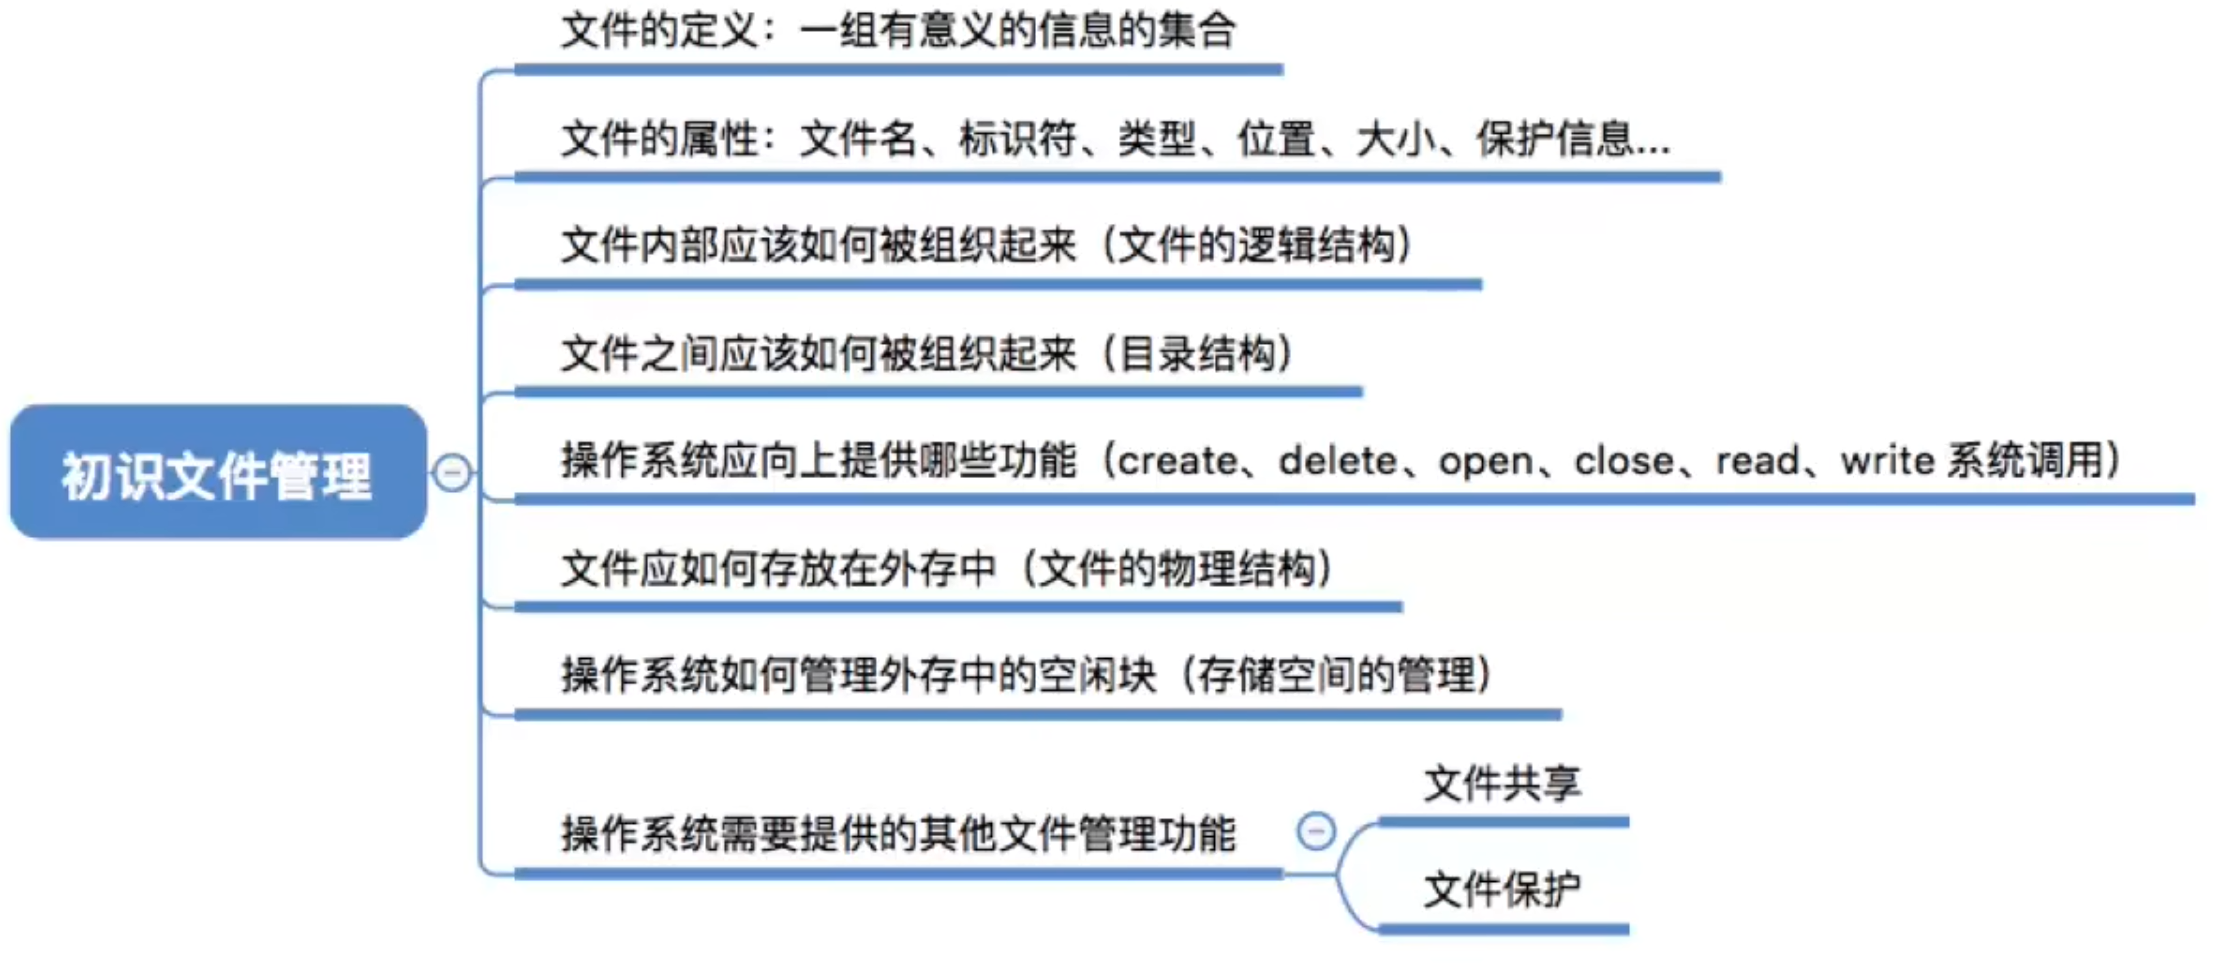 文件的定义：一组有意义的信息的集合
文件的属性：文件名、标识符、类型、位置、大小、保护信息...
文件内部应该如何被组织起来（文件的逻辑结构）
文件之间应该如何被组织起来（目录结构）
初识文件管理
操作系统应向上提供哪些功能（create、delete、open、close、read、write 系统调用）
文件应如何存放在外存中（文件的物理结构）
操作系统如何管理外存中的空闲块（存储空间的管理）
操作系统需要提供的其他文件管理功能
文件共享
文件保护